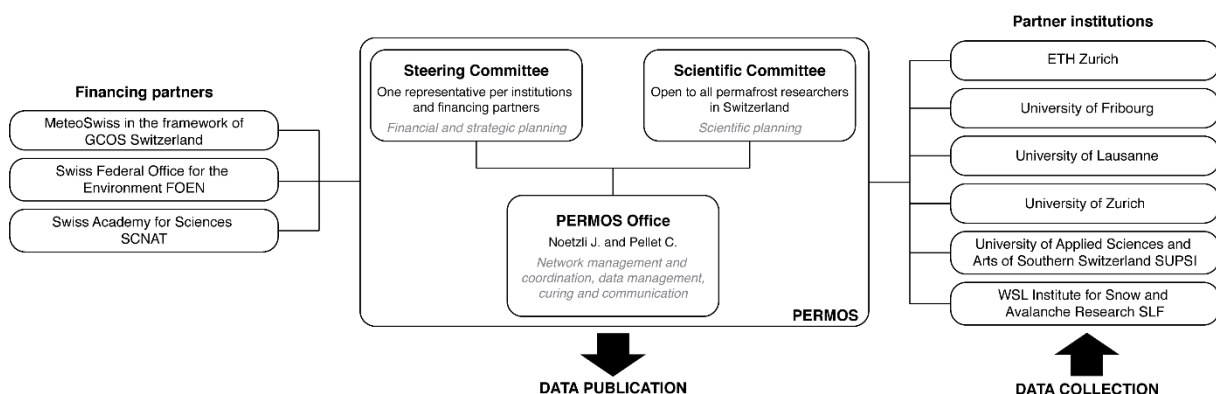 Financing partners
MeteoSwiss in the framework of
GCOS Switzerland
Swiss Federal Office for the
Environment FOEN
Swiss Academy for Sciences
SCNAT
Steering Committee
One representative per institutions
and financing partners
Financial and strategic planning
Scientific Committee
Open to all permafrost researchers
in Switzerland
Scientific planning
PERMOS Office
Noetzli J. and Pellet C.
Network management and
coordination, data management,
curing and communication
PERMOS
DATA PUBLICATION
Partner institutions
ETH Zurich
University of Fribourg
University of Lausanne
University of Zurich
University of Applied Sciences and
Arts of Southern Switzerland SUPSI
WSL Institute for Snow and
Avalanche Research SLF
DATA COLLECTION